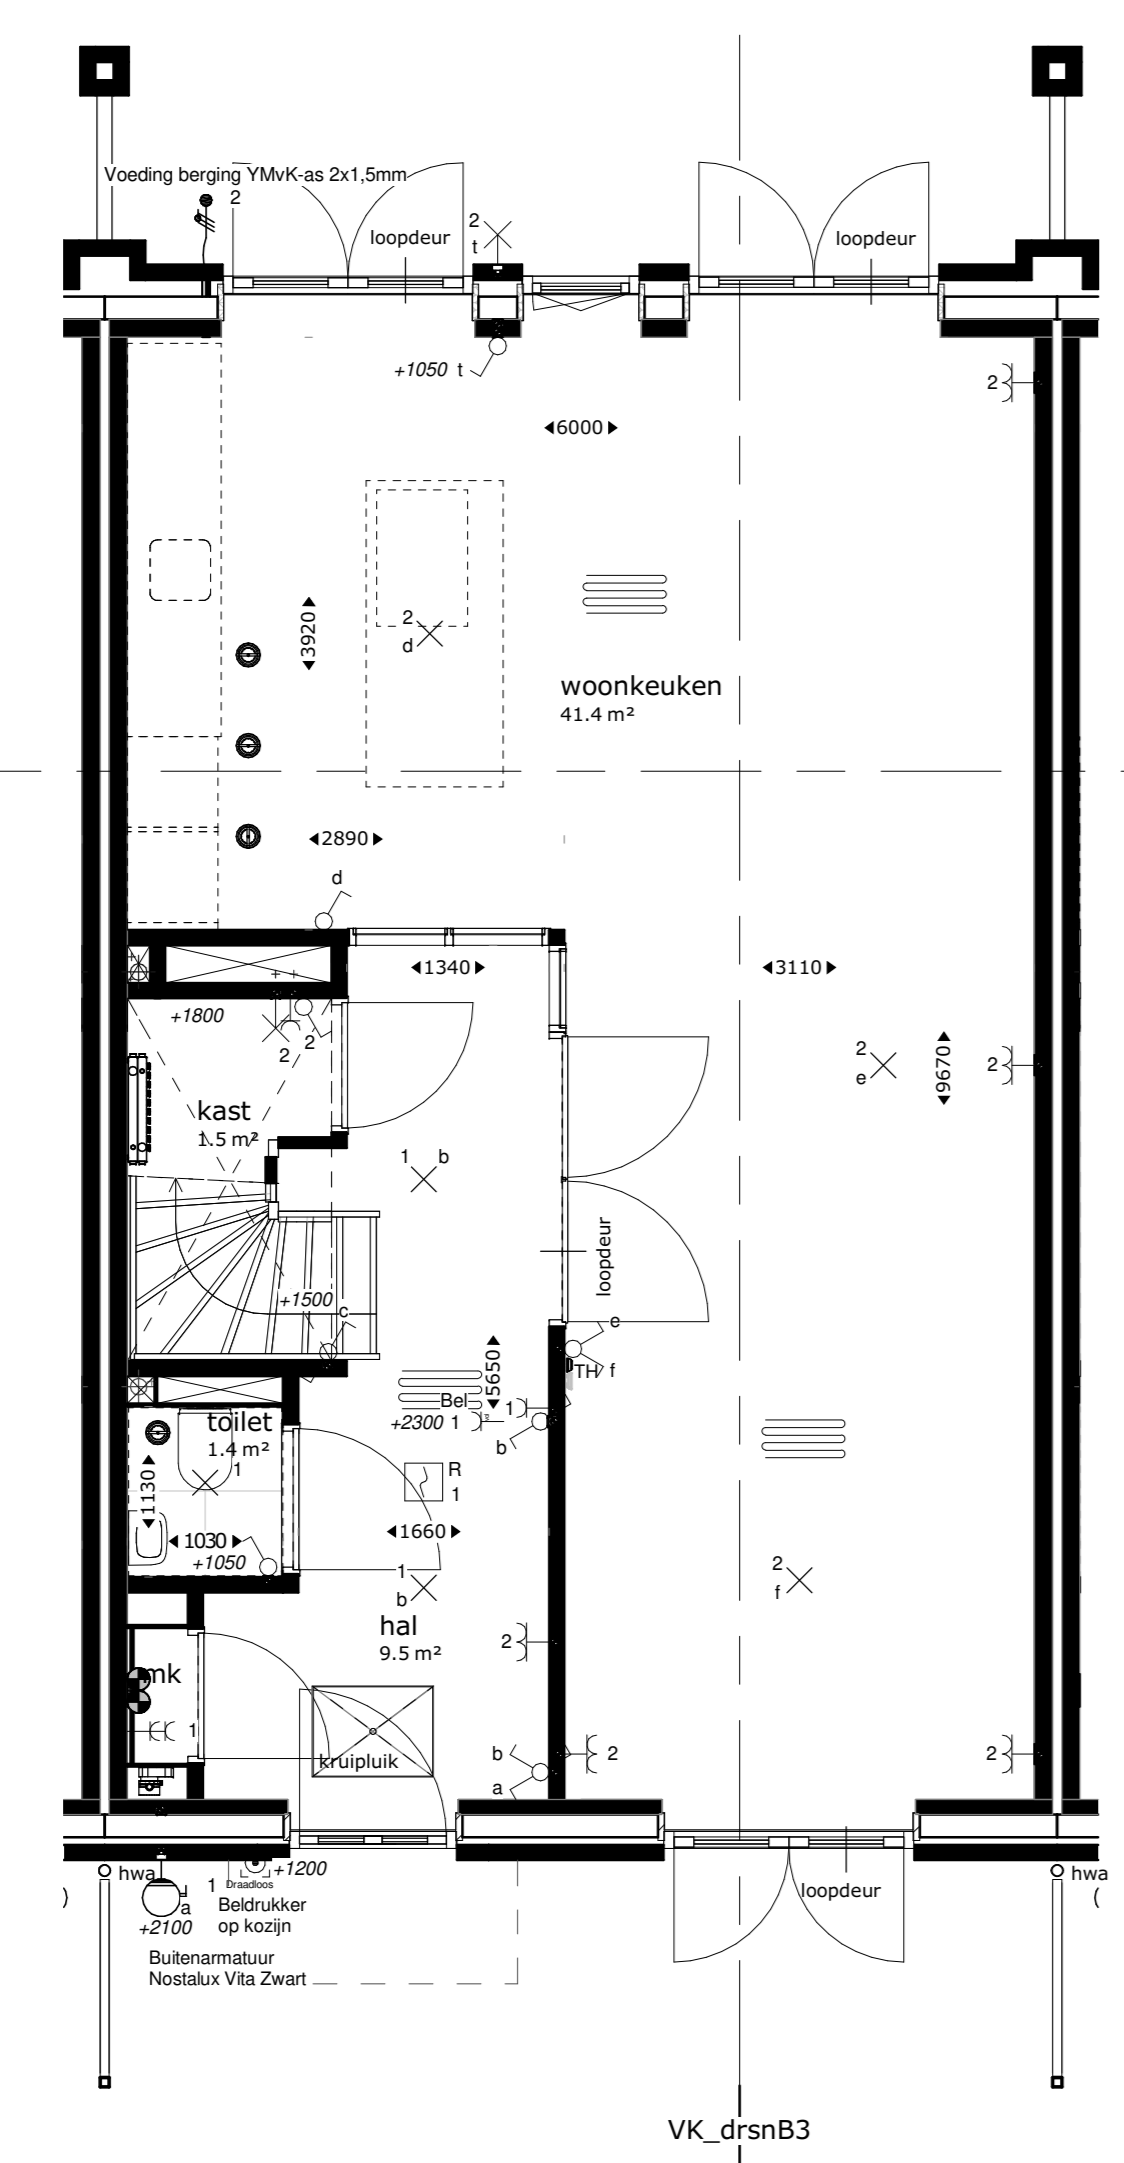 Voeding berging YMvK-as 2x1,5mm
2
loopdeur
2
t
loopdeur
+1050 t
2
6000
3920
2
d
woonkeuken
41.4 m²
2890
d
1340
3110
+1800
2
2
2
e
9670
2
kast
1.5 m²
1 b
loopdeur
+1500
c
e
5650
TH f
Bel
1
+2300 1
b
toilet
1.4 m²
1
1130
R
1
1030
1660
+1050
1
b
2
f
hal
9.5 m²
2
mk
1
b
2
2
kruipluik
a
hwa
+1200
hwa
1
Draadloos
a
Beldrukker
loopdeur
)
(
+2100
op kozijn
Buitenarmatuur
Nostalux Vita Zwart
VK_drsnB3